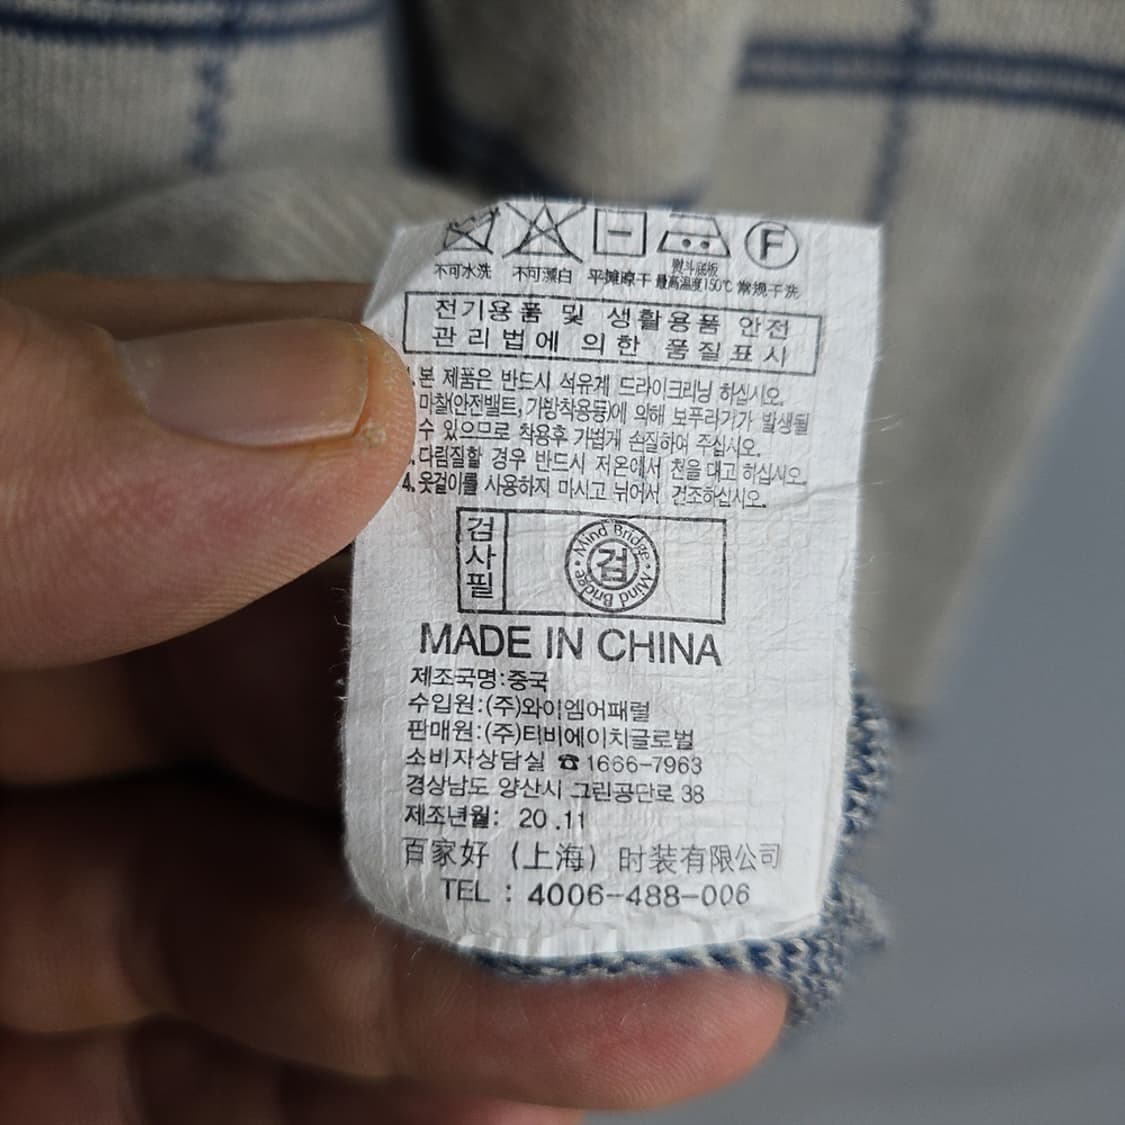 F
不可水洗 不可漂白 平摊晾干 熨斗底板最高温度150℃ 常规干洗
전기용품 및 생활용품 안전
관리법에 의한 품질표시
본 제품은 반드시 석유계 드라이크리닝 하십시오.
마찰(안전밸트, 가방착용등)에 의해 보푸라기가 발생될
수 있으므로 착용후 가볍게 손질하여 주십시오.
다림질할 경우 반드시 저온에서 천을 대고 하십시오.
4. 옷걸이를 사용하지 마시고 뉘어서 건조하십시오.
검사필
Mind Bridge • Mind Bridge •
검
MADE IN CHINA
제조국명:중국
수입원:(주)와이엠어패럴
판매원:(주)티비에이치글로벌
소비자상담실 ☎1666-7963
경상남도 양산시 그린공단로 38
제조년월: 20.11
百家好（上海）时装有限公司
TEL : 4006-488-006